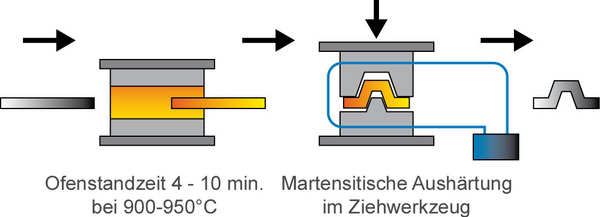 Ofenstandzeit 4 - 10 min.
bei 900-950°C
Martensitische Aushärtung
im Ziehwerkzeug